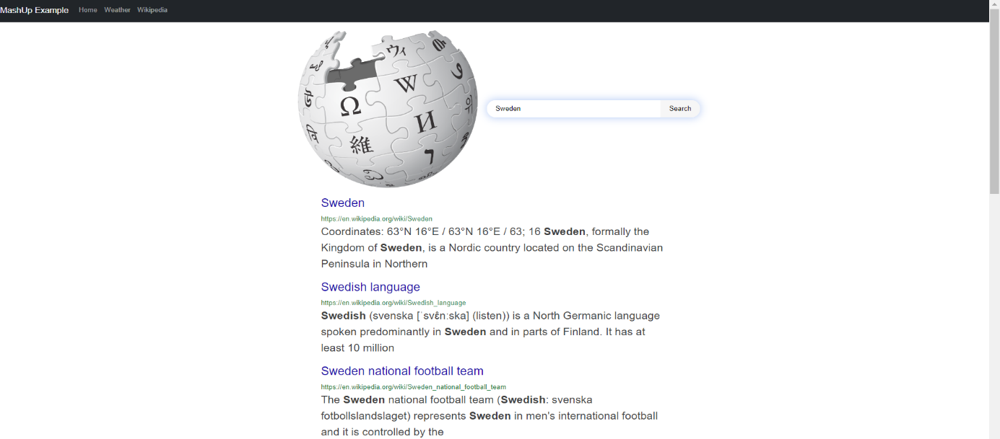 MashUp Example Home Weather Wikipedia
ウィ
W
Ω
И
維
Sweden Search
Sweden
https://en.wikipedia.org/wiki/Sweden
Coordinates: 63°N 16°E / 63°N 16°E / 63; 16 Sweden, formally the
Kingdom of Sweden, is a Nordic country located on the Scandinavian
Peninsula in Northern
Swedish language
https://en.wikipedia.org/wiki/Swedish_language
Swedish (svenska [ˈsvɛ̂nːska] (listen)) is a North Germanic language
spoken predominantly in Sweden and in parts of Finland. It has at
least 10 million
Sweden national football team
https://en.wikipedia.org/wiki/Sweden_national_football_team
The Sweden national football team (Swedish: svenska
fotbollslandslaget) represents Sweden in men's international football
and it is controlled by the